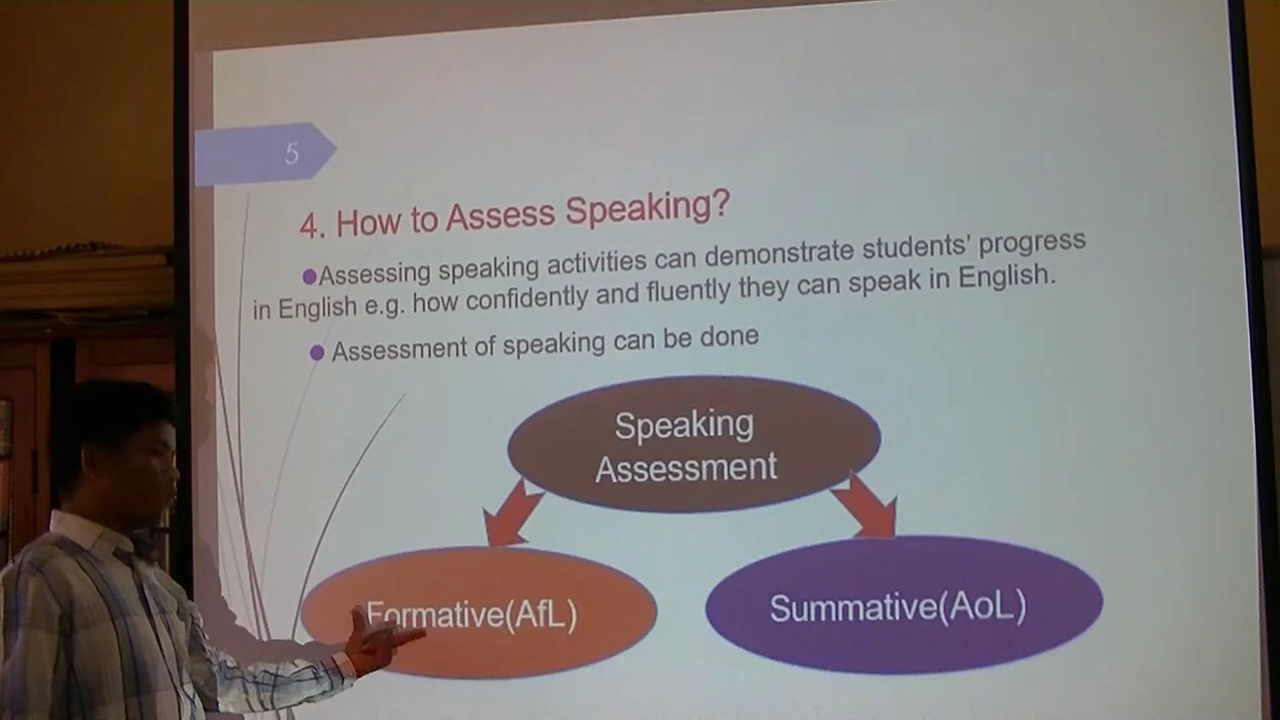 5
4. How to Assess Speaking?
●Assessing speaking activities can demonstrate students' progress
in English e.g. how confidently and fluently they can speak in English.
● Assessment of speaking can be done
Speaking
Assessment
Formative(AfL)
Summative(AoL)